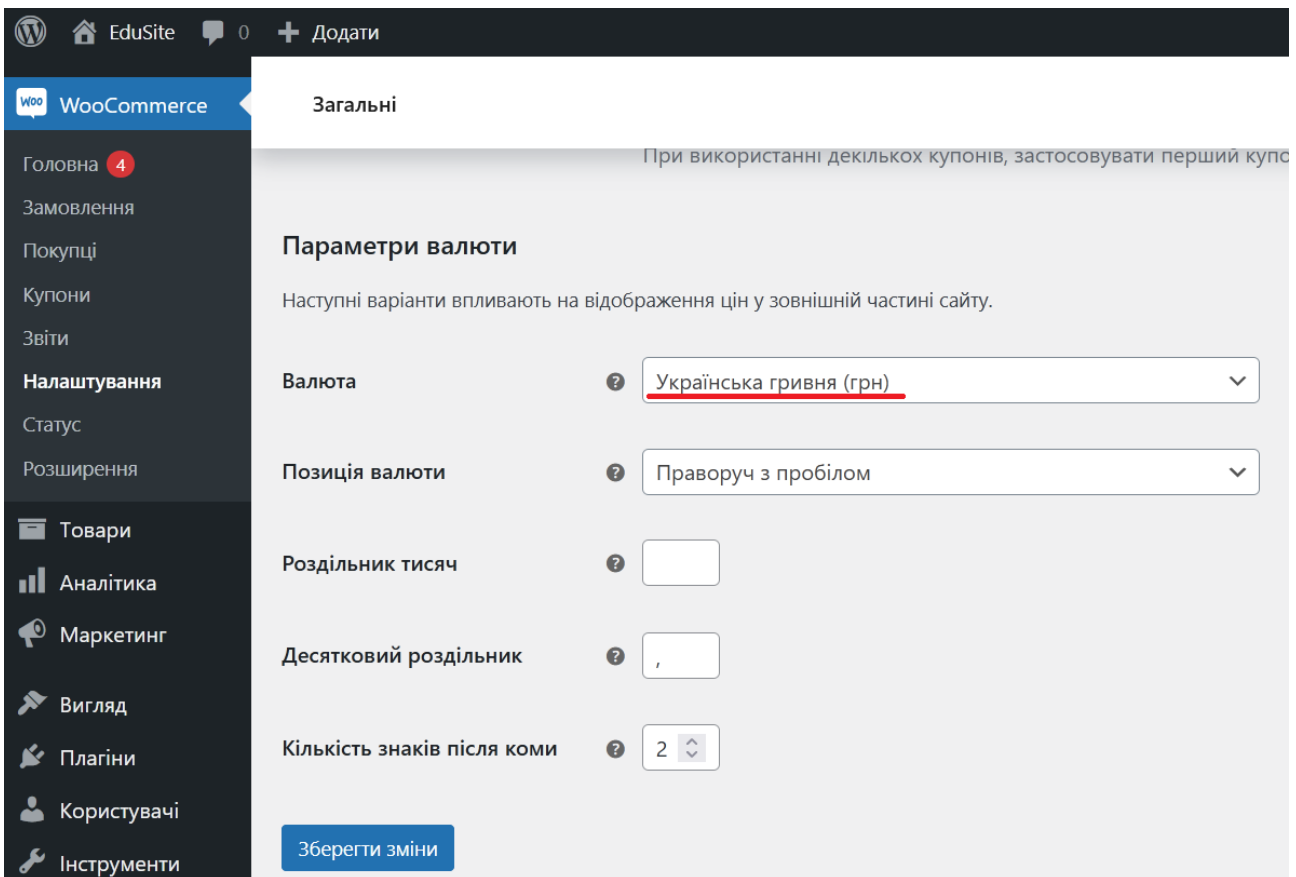 EduSite 0 Додати
Woo WooCommerce
Головна 4
Замовлення
Покупці
Купони
Звіти
Налаштування
Статус
Розширення
Товари
Аналітика
Маркетинг
Вигляд
Плагіни
Користувачі
Інструменти
Загальні
При використанні декількох купонів, застосовувати перший купо
Параметри валюти
Наступні варіанти впливають на відображення цін у зовнішній частині сайту.
Валюта ? Українська гривня (грн)
Позиція валюти ? Праворуч з пробілом
Роздільник тисяч ?
Десятковий роздільник ? ,
Кількість знаків після коми ? 2
Зберегти зміни